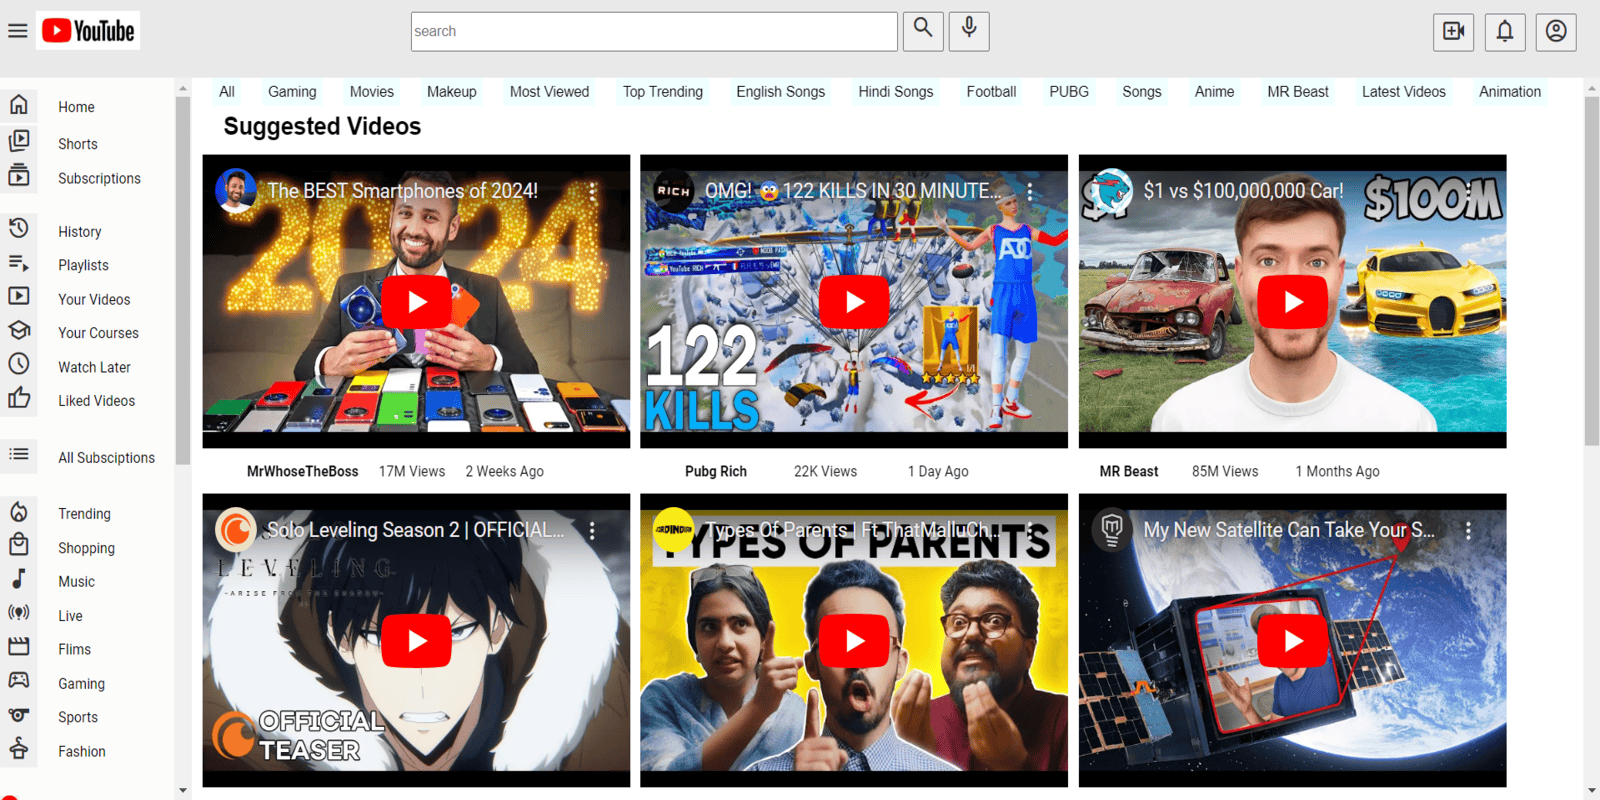 YouTube
search
Home
Shorts
Subscriptions
History
Playlists
Your Videos
Your Courses
Watch Later
Liked Videos
All Subsciptions
Trending
Shopping
Music
Live
Flims
Gaming
Sports
Fashion
All Gaming Movies Makeup Most Viewed Top Trending English Songs Hindi Songs Football PUBG Songs Anime MR Beast Latest Videos Animation
Suggested Videos
The BEST Smartphones of 2024!
2024
OMG! 😨 122 KILLS IN 30 MINUTE...
RICH
122
KILLS
$1 vs $100,000,000 Car!
$1
$100M
MrWhoseTheBoss 17M Views 2 Weeks Ago
Pubg Rich 22K Views 1 Day Ago
MR Beast 85M Views 1 Months Ago
Solo Leveling Season 2 | OFFICIAL...
LEVELING
-ARISE FROM THE SHADOW-
OFFICIAL
TEASER
Types Of Parents | Ft ThatMalluCh...
TYPES OF PARENTS
My New Satellite Can Take Your S...